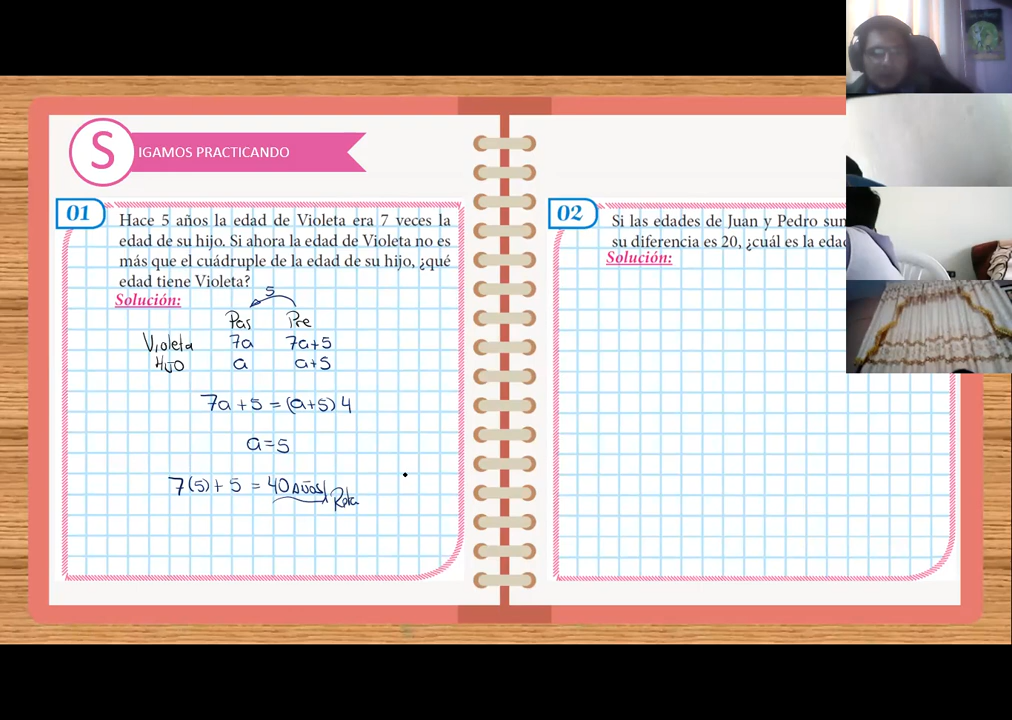 S IGAMOS PRACTICANDO
01
Hace 5 años la edad de Violeta era 7 veces la
edad de su hijo. Si ahora la edad de Violeta no es
más que el cuádruple de la edad de su hijo, ¿qué
edad tiene Violeta?
Solución:
5
Pas Pre
Violeta 7a 7a+5
HIJO a a+5
7a+5=(a+5)4
a=5
7(5)+5 = 40 AÑOS Rpta
02
Si las edades de Juan y Pedro
su diferencia es 20, ¿cuál es la
Solución: